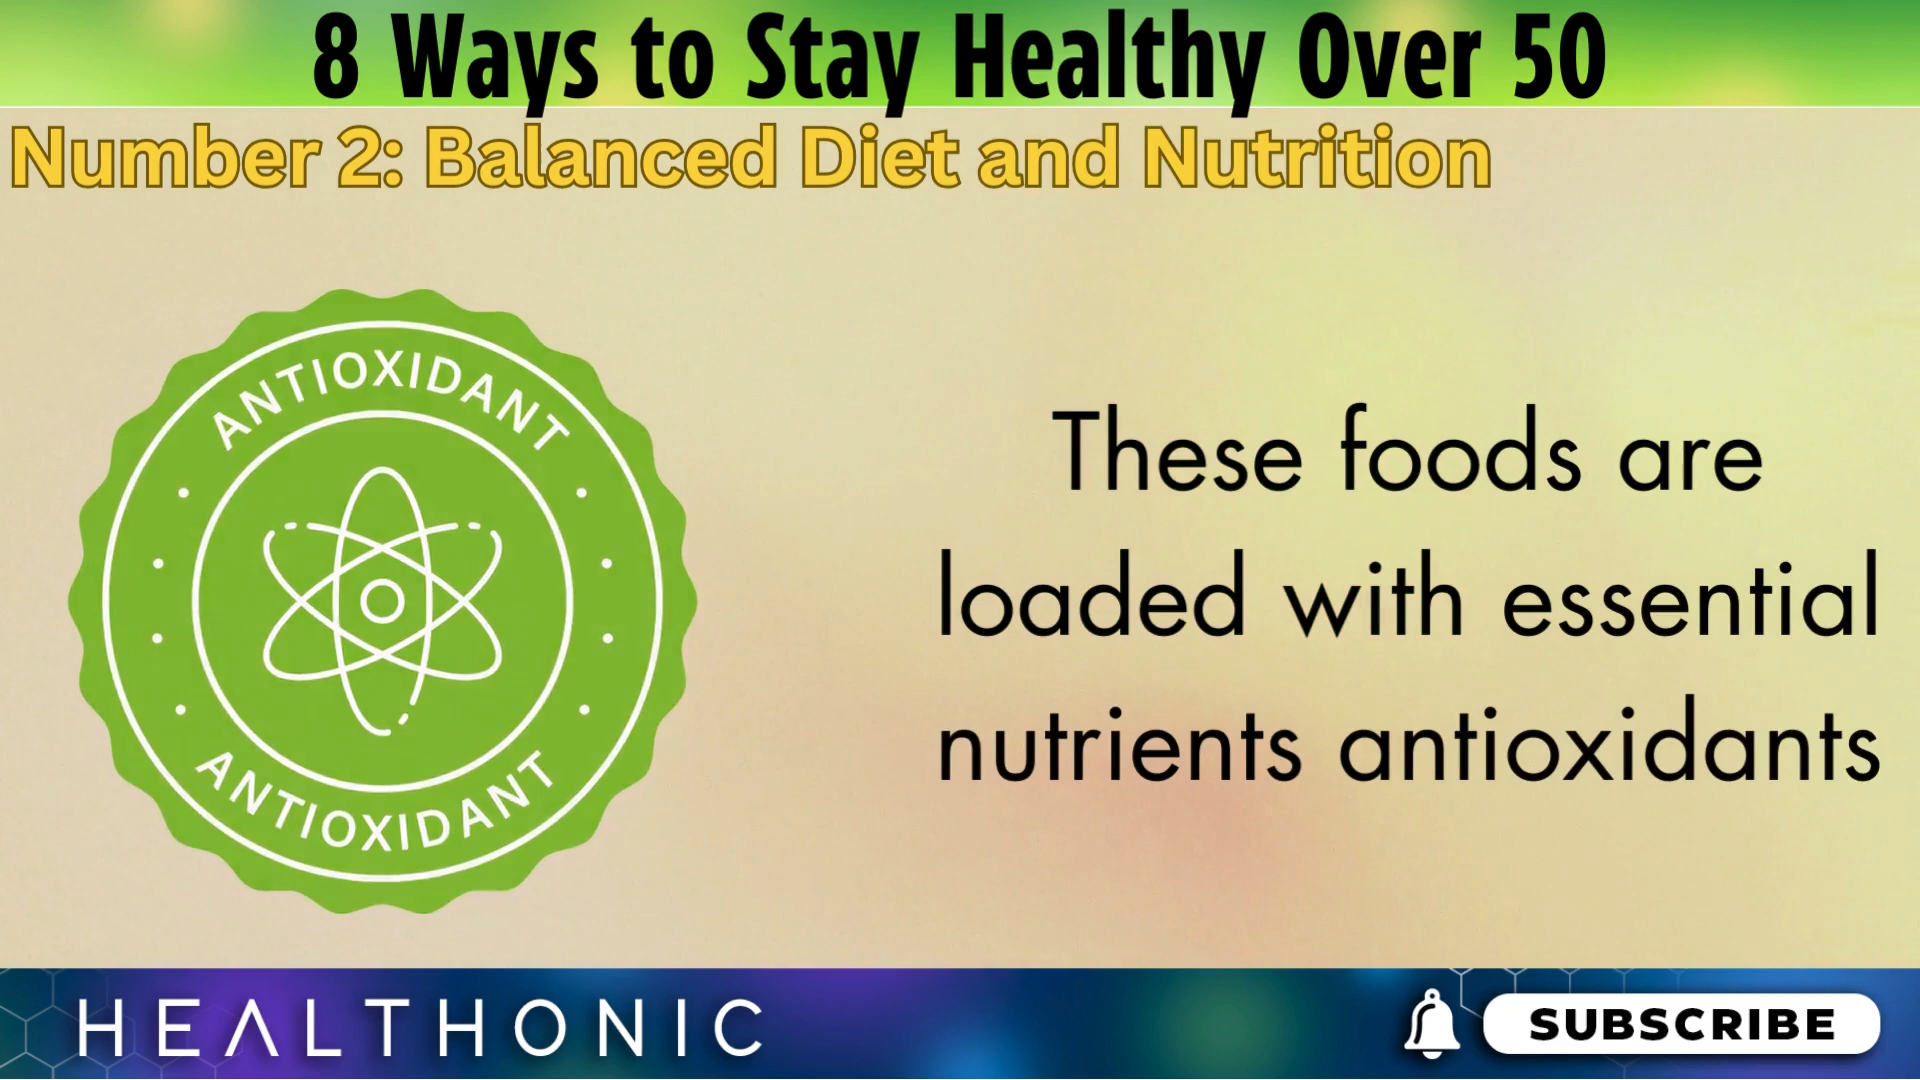 8 Ways to Stay Healthy Over 50
Number 2: Balanced Diet and Nutrition
ANTIOXIDANT
ANTIOXIDANT
These foods are
loaded with essential
nutrients antioxidants
HEALTHONIC
SUBSCRIBE